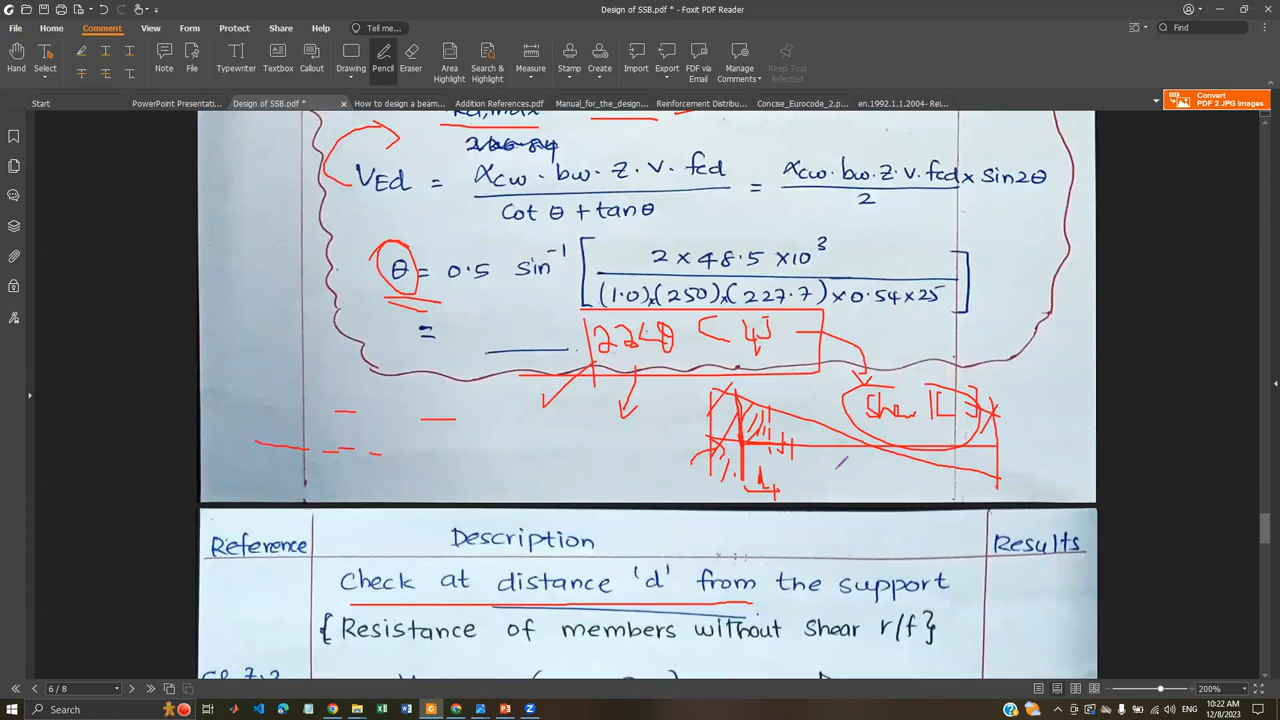 Design of SSB.pdf * - Foxit PDF Reader
File Home Comment View Form Protect Share Help Tell me... Find
Hand Select Note File Typewriter Textbox Callout Drawing Pencil Eraser Area Highlight Search & Highlight Measure Stamp Create Import Export FDF via Email Manage Comments Keep Tool Selected
Start PowerPoint Presentati... Design of SSB.pdf * How to design a beam... Addition References.pdf Manual_for_the_design... Reinforcement Distribu... Concise_Eurocode_2.p... en.1992.1.1.2004- Rei... Convert PDF 2 JPG Images
Rd,max
VEd = αcw · bw · z · v · fcd / cot θ + tan θ = αcw · bw · z · v · fcd / 2 × sin2θ
θ = 0.5 sin⁻¹ [ 2 × 48.5 × 10³ / (1.0) × (250) × (227.7) × 0.54 × 25 ]
=
22 < θ < 45
Shear
d
Reference Description Results
Check at distance 'd' from the support
{Resistance of members without shear r/f}
6 / 8 200%
Search 10:22 AM
12/8/2023